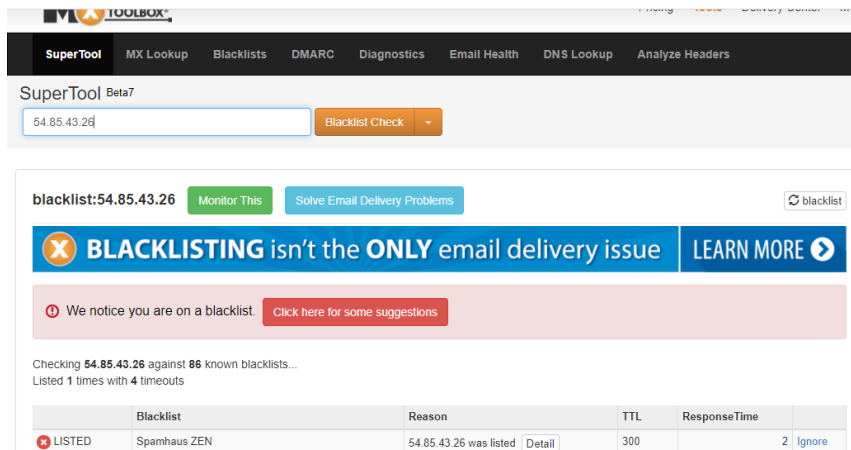 TOOLBOX
SuperTool MX Lookup Blacklists DMARC Diagnostics Email Health DNS Lookup Analyze Headers
SuperTool Beta7
54.85.43.26 Blacklist Check
blacklist:54.85.43.26 Monitor This Solve Email Delivery Problems blacklist
X BLACKLISTING isn't the ONLY email delivery issue LEARN MORE
We notice you are on a blacklist. Click here for some suggestions
Checking 54.85.43.26 against 86 known blacklists...
Listed 1 times with 4 timeouts
Blacklist Reason TTL ResponseTime
LISTED Spamhaus ZEN 54.85.43.26 was listed Detail 300 2 Ignore